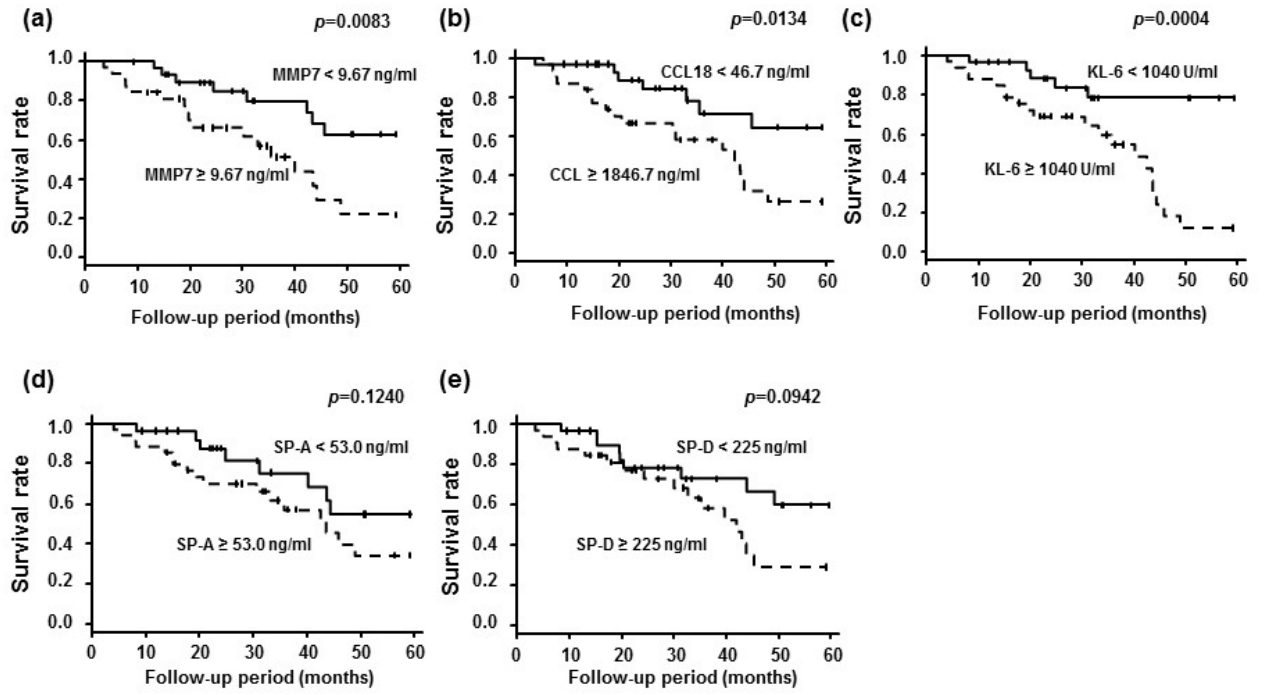 (a)
p=0.0083
Survival rate
1.0
0.8
0.6
0.4
0.2
0.0
MMP7 < 9.67 ng/ml
MMP7 ≥ 9.67 ng/ml
0 10 20 30 40 50 60
Follow-up period (months)
(b)
p=0.0134
Survival rate
1.0
0.8
0.6
0.4
0.2
0.0
CCL18 < 46.7 ng/ml
CCL ≥ 1846.7 ng/ml
0 10 20 30 40 50 60
Follow-up period (months)
(c)
p=0.0004
Survival rate
1.0
0.8
0.6
0.4
0.2
0.0
KL-6 < 1040 U/ml
KL-6 ≥ 1040 U/ml
0 10 20 30 40 50 60
Follow-up period (months)
(d)
p=0.1240
Survival rate
1.0
0.8
0.6
0.4
0.2
0.0
SP-A < 53.0 ng/ml
SP-A ≥ 53.0 ng/ml
0 10 20 30 40 50 60
Follow-up period (months)
(e)
p=0.0942
Survival rate
1.0
0.8
0.6
0.4
0.2
0.0
SP-D < 225 ng/ml
SP-D ≥ 225 ng/ml
0 10 20 30 40 50 60
Follow-up period (months)